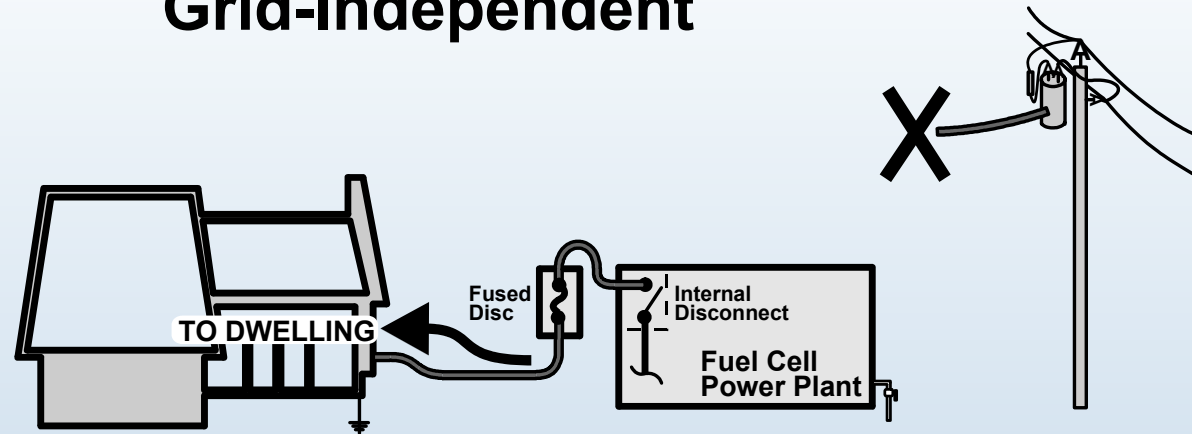 Grid-Independent
Fused
Disc
Internal
Disconnect
TO DWELLING
Fuel Cell
Power Plant